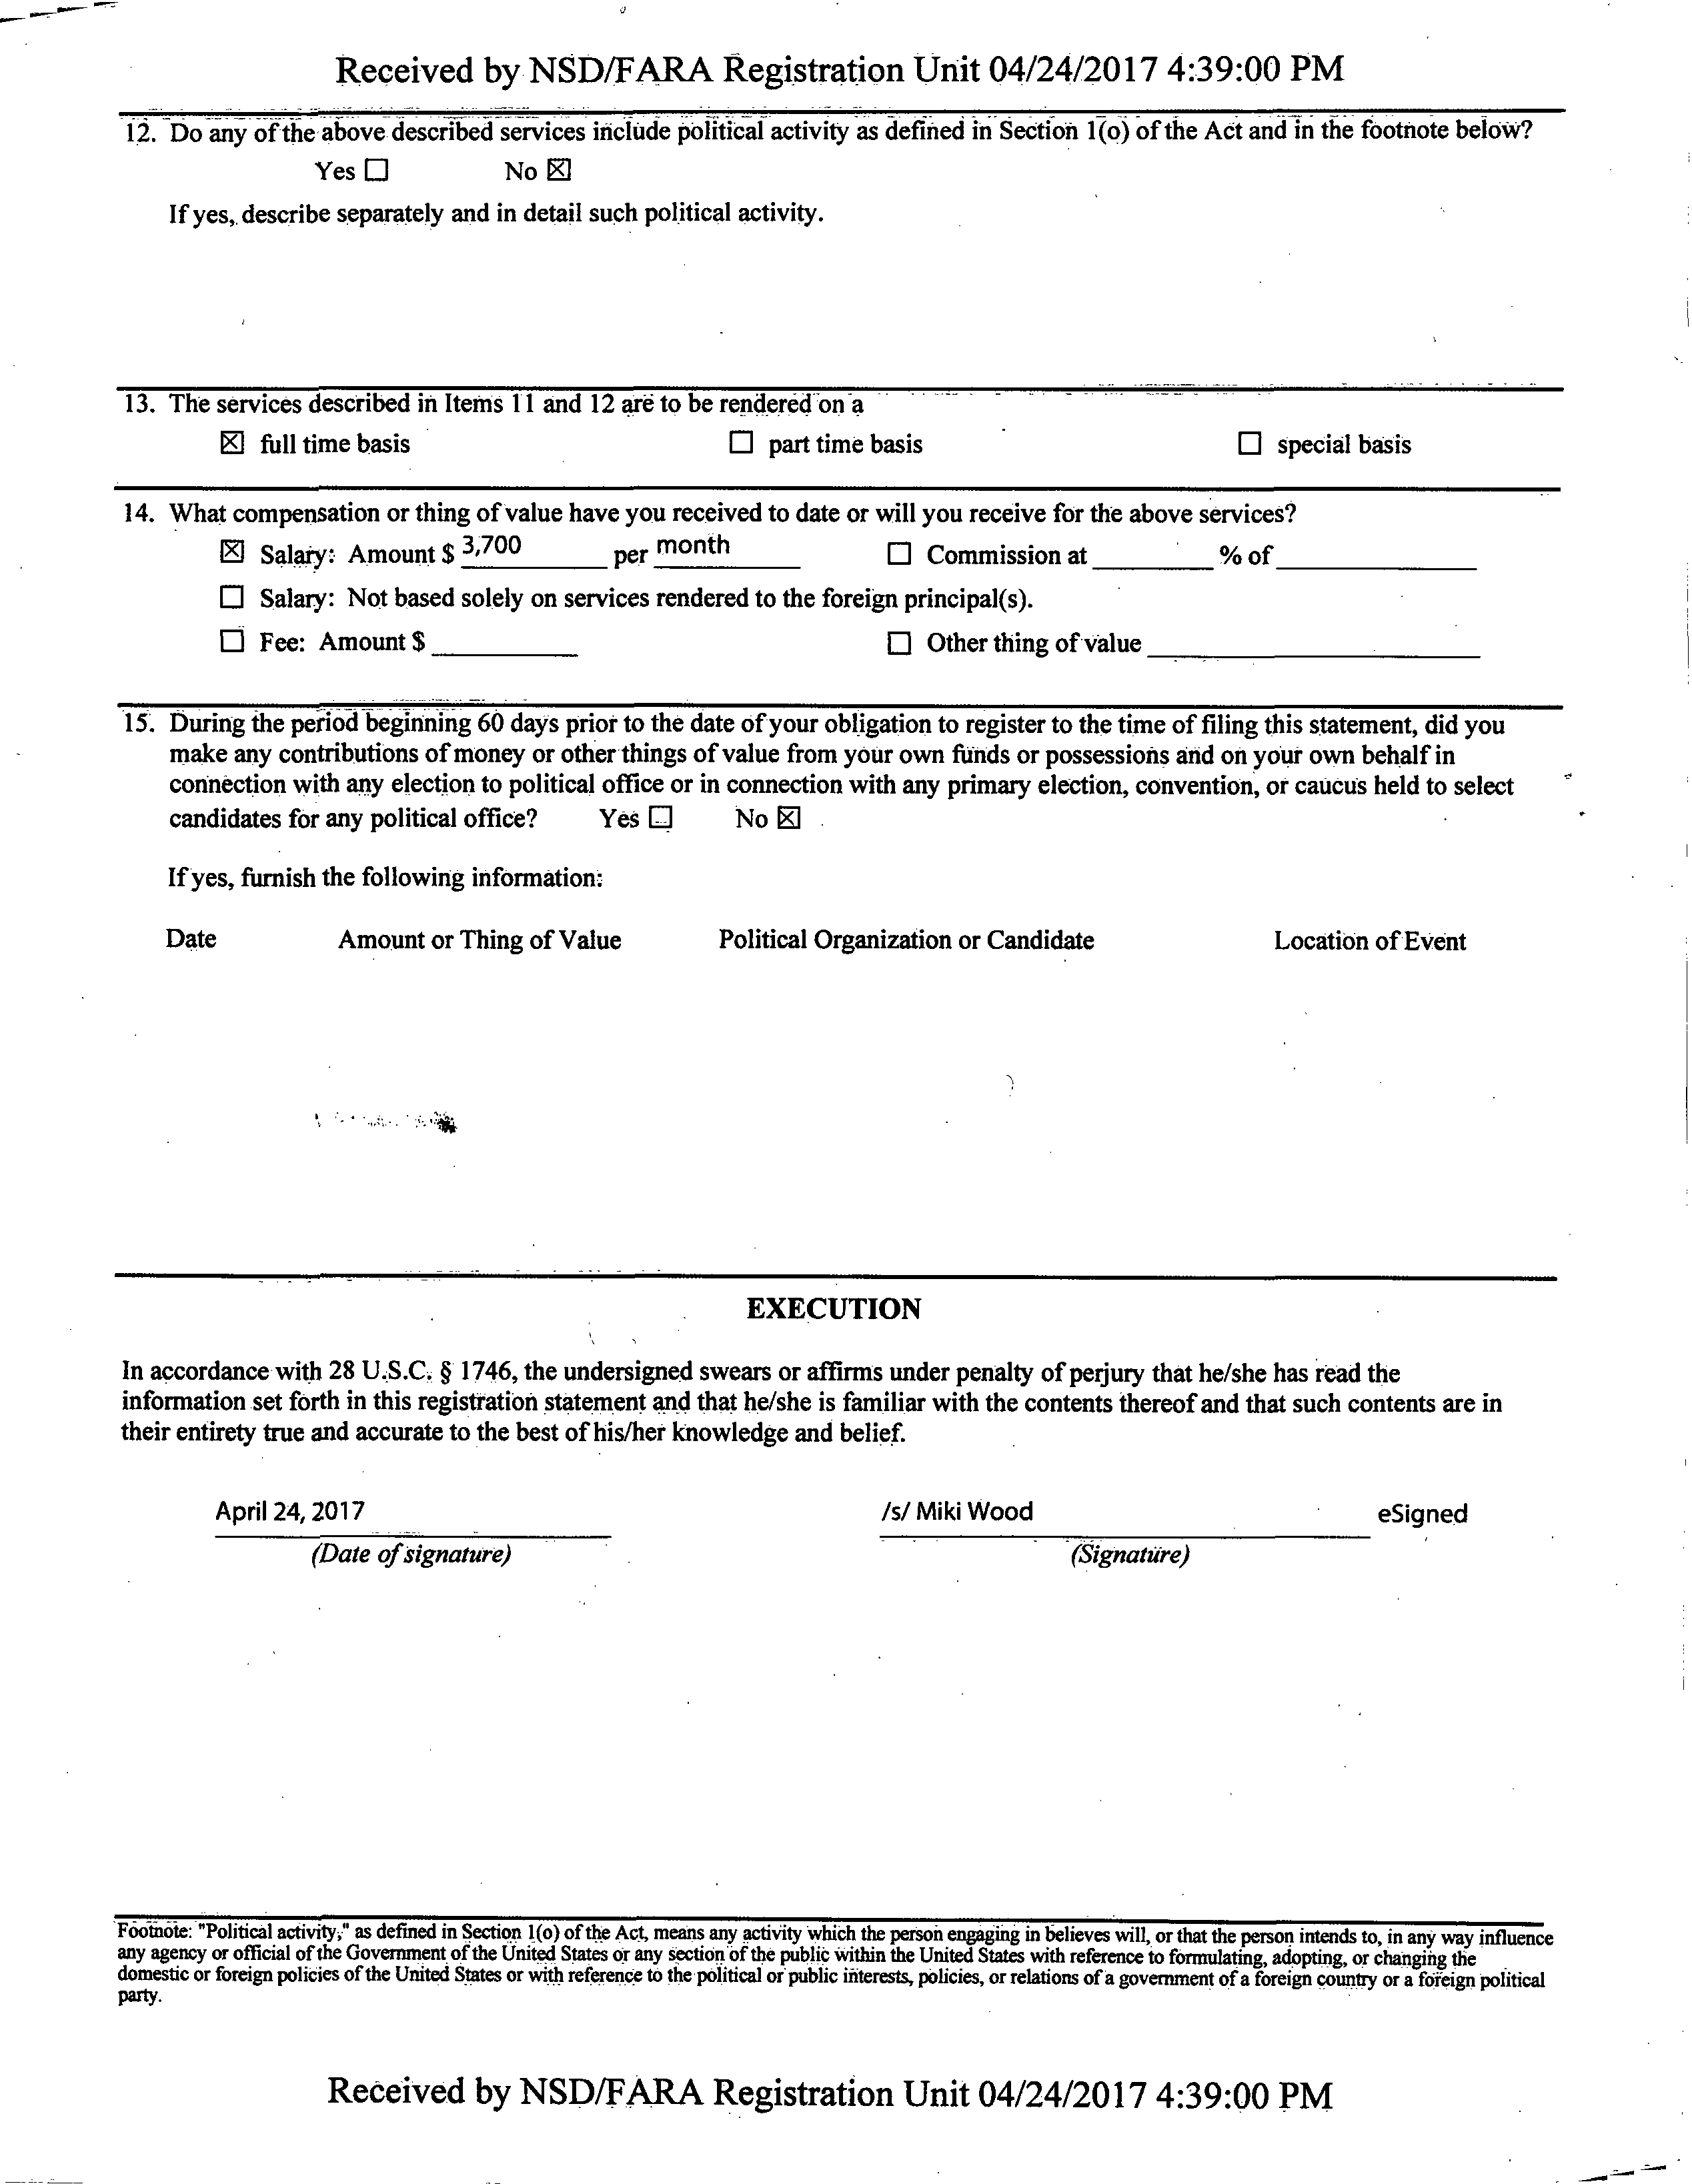 Received by NSD/FARA Registration Unit 04/24/2017 4:39:00 PM
12. Do any of the above described services include political activity as defined in Section 1(o) of the Act and in the footnote below?
Yes ☐ No ☒
If yes, describe separately and in detail such political activity.
13. The services described in Items 11 and 12 are to be rendered on a
☒ full time basis ☐ part time basis ☐ special basis
14. What compensation or thing of value have you received to date or will you receive for the above services?
☒ Salary: Amount $ 3,700 per month ☐ Commission at ________ % of ________
☐ Salary: Not based solely on services rendered to the foreign principal(s).
☐ Fee: Amount $ ________ ☐ Other thing of value ________
15. During the period beginning 60 days prior to the date of your obligation to register to the time of filing this statement, did you
make any contributions of money or other things of value from your own funds or possessions and on your own behalf in
connection with any election to political office or in connection with any primary election, convention, or caucus held to select
candidates for any political office? Yes ☐ No ☒
If yes, furnish the following information:
Date Amount or Thing of Value Political Organization or Candidate Location of Event
EXECUTION
In accordance with 28 U.S.C. § 1746, the undersigned swears or affirms under penalty of perjury that he/she has read the
information set forth in this registration statement and that he/she is familiar with the contents thereof and that such contents are in
their entirety true and accurate to the best of his/her knowledge and belief.
April 24, 2017 /s/ Miki Wood eSigned
(Date of signature) (Signature)
Footnote: "Political activity," as defined in Section 1(o) of the Act, means any activity which the person engaging in believes will, or that the person intends to, in any way influence
any agency or official of the Government of the United States or any section of the public within the United States with reference to formulating, adopting, or changing the
domestic or foreign policies of the United States or with reference to the political or public interests, policies, or relations of a government of a foreign country or a foreign political
party.
Received by NSD/FARA Registration Unit 04/24/2017 4:39:00 PM